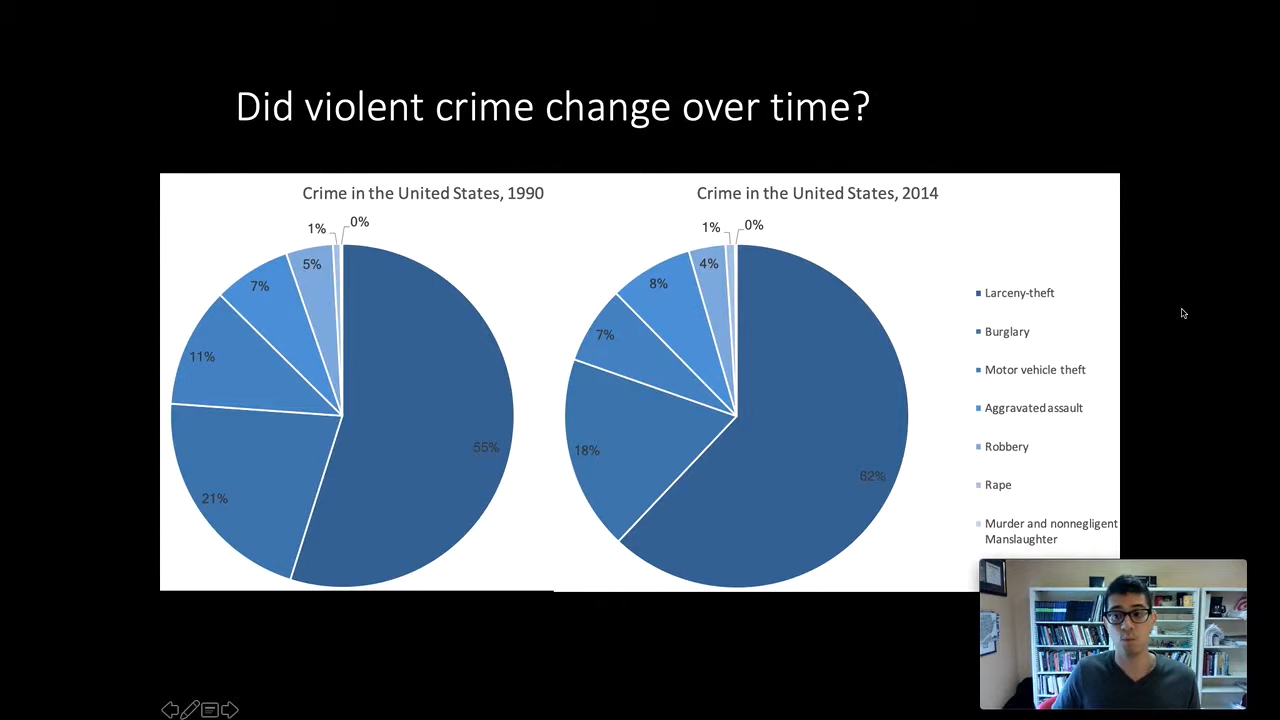 Did violent crime change over time?
Crime in the United States, 1990
1%
0%
5%
7%
11%
21%
55%
Crime in the United States, 2014
1%
0%
4%
8%
7%
18%
62%
Larceny-theft
Burglary
Motor vehicle theft
Aggravated assault
Robbery
Rape
Murder and nonnegligent
Manslaughter